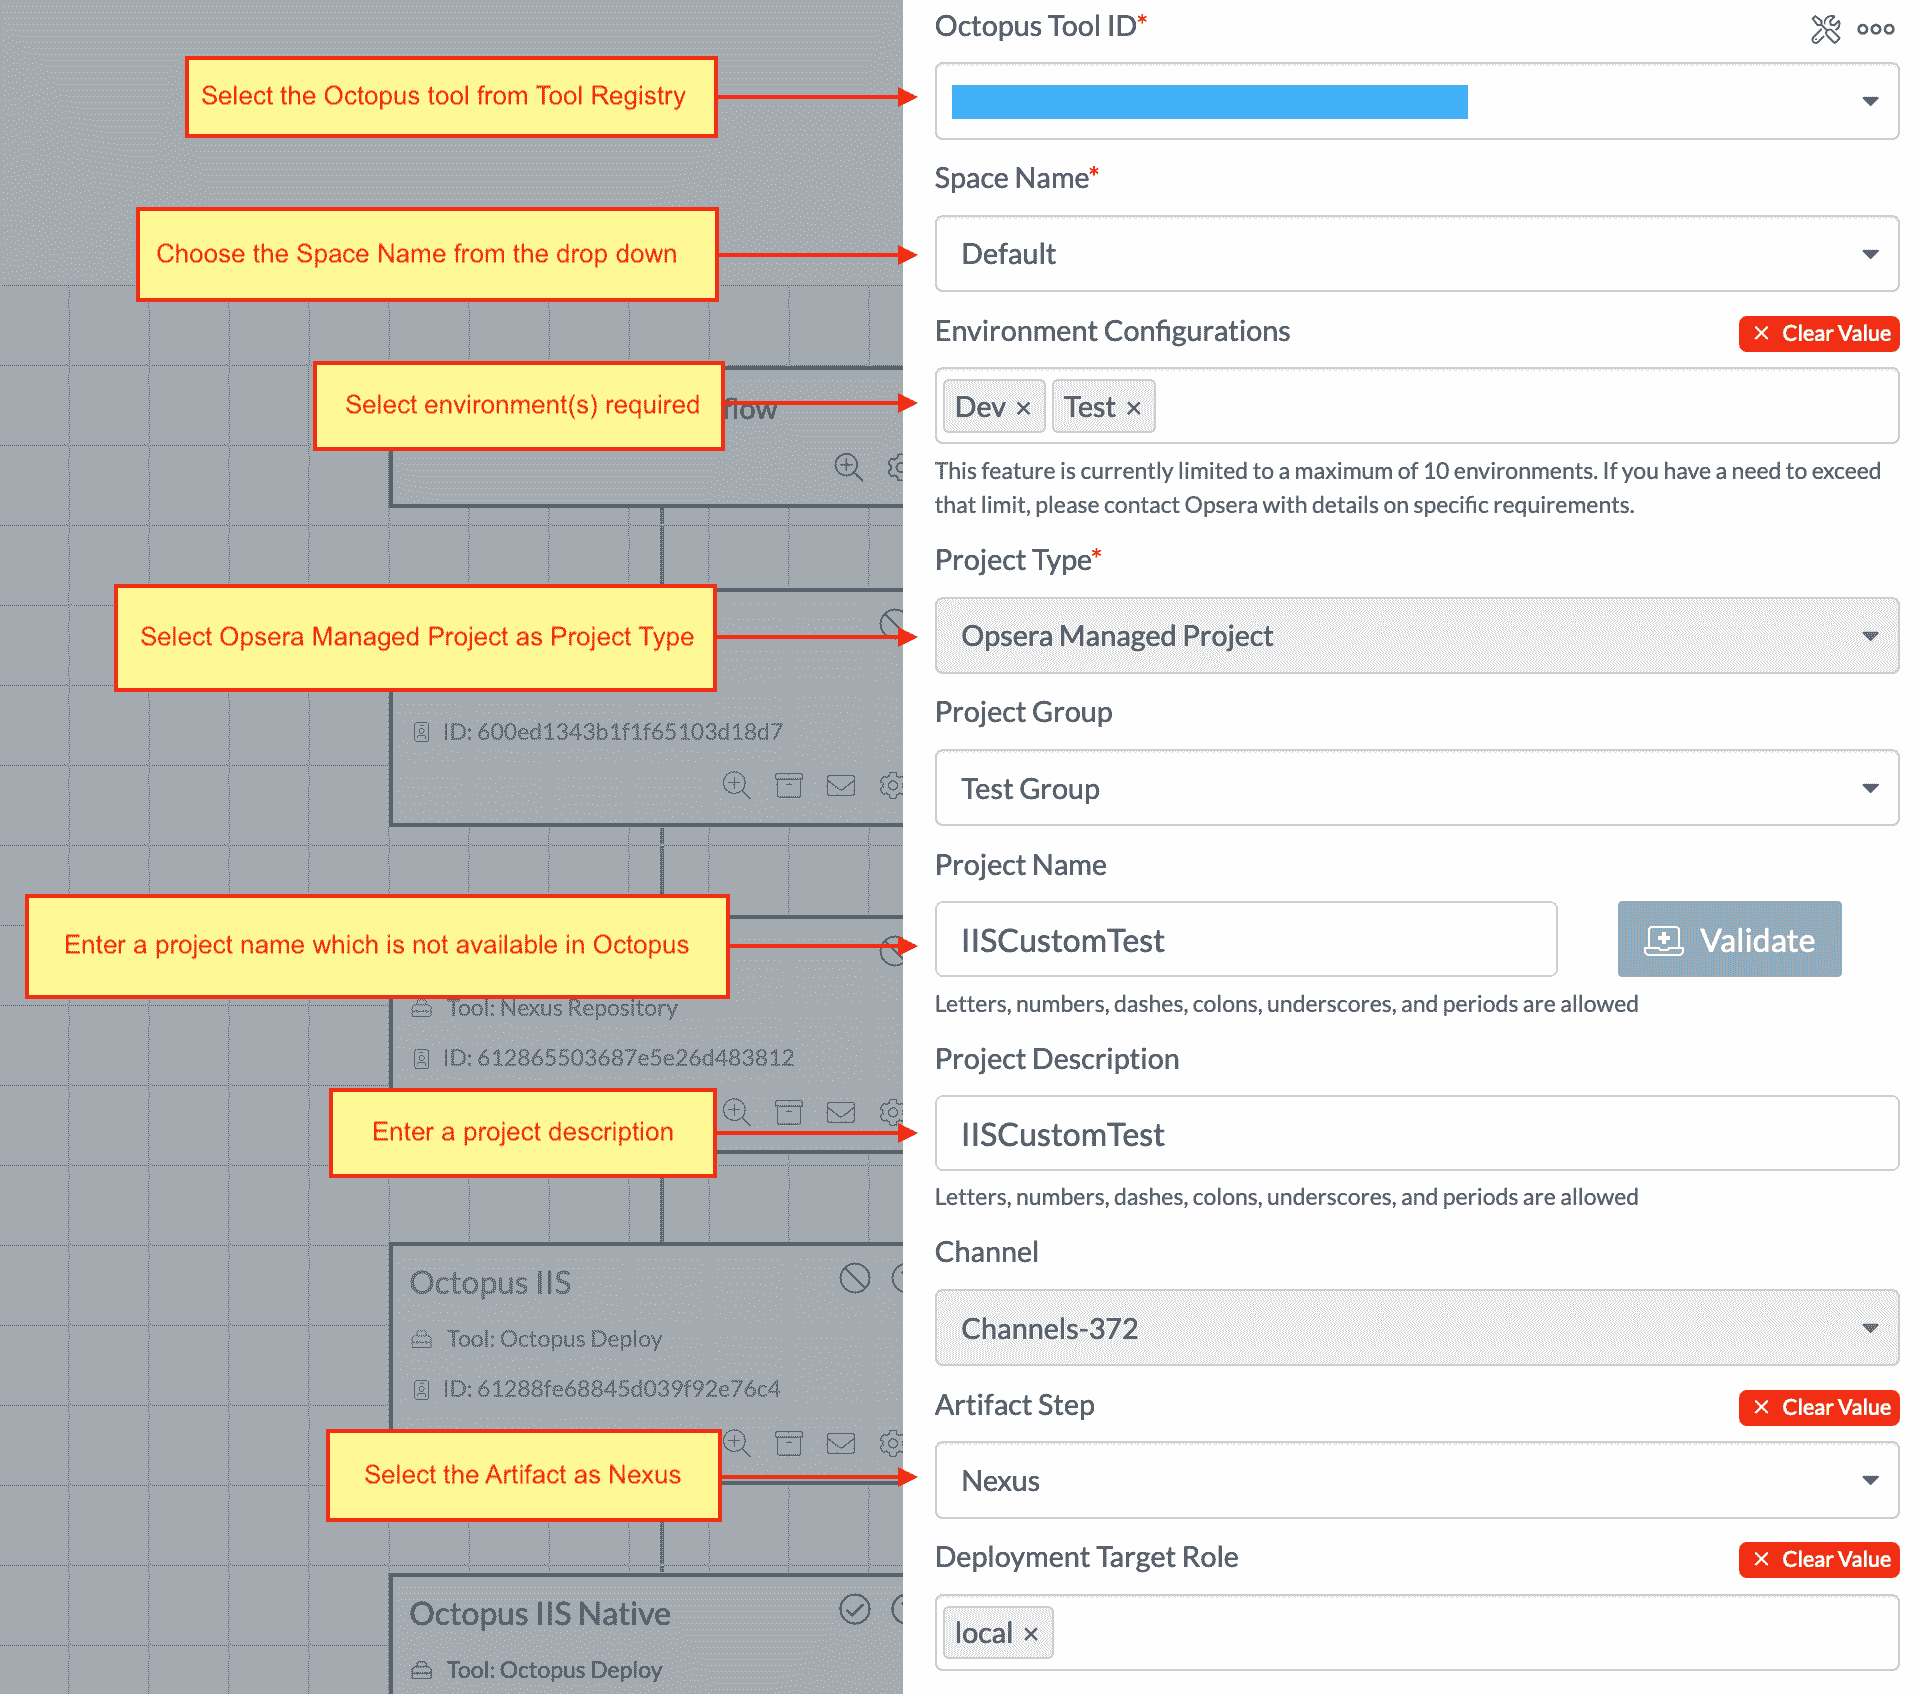 Octopus Tool ID*
Select the Octopus tool from Tool Registry
Space Name*
Choose the Space Name from the drop down
Default
Environment Configurations
× Clear Value
Select environment(s) required
flow
Dev ×
Test ×
This feature is currently limited to a maximum of 10 environments. If you have a need to exceed
that limit, please contact Opsera with details on specific requirements.
Project Type*
Select Opsera Managed Project as Project Type
Opsera Managed Project
Project Group
ID: 600ed1343b1f1f65103d18d7
Test Group
Project Name
Enter a project name which is not available in Octopus
IISCustomTest
Validate
Letters, numbers, dashes, colons, underscores, and periods are allowed
Tool: Nexus Repository
ID: 612865503687e5e26d483812
Project Description
Enter a project description
IISCustomTest
Letters, numbers, dashes, colons, underscores, and periods are allowed
Channel
Octopus IIS
Tool: Octopus Deploy
ID: 61288fe68845d039f92e76c4
Channels-372
Artifact Step
× Clear Value
Select the Artifact as Nexus
Nexus
Deployment Target Role
× Clear Value
Octopus IIS Native
Tool: Octopus Deploy
local ×